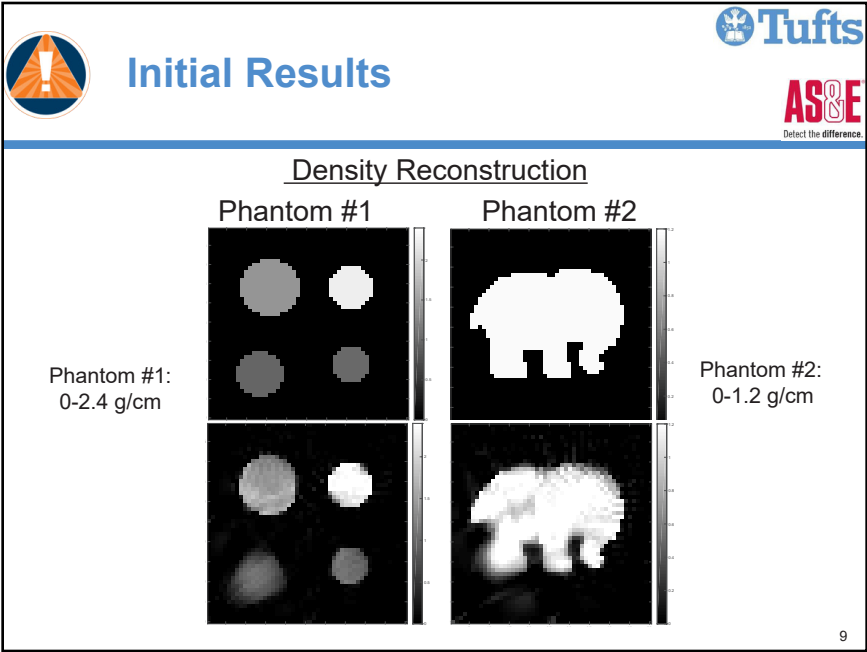 Tufts
Initial Results
AS&E
Detect the difference.
Density Reconstruction
Phantom #1
Phantom #2
Phantom #1:
0-2.4 g/cm
Phantom #2:
0-1.2 g/cm
9